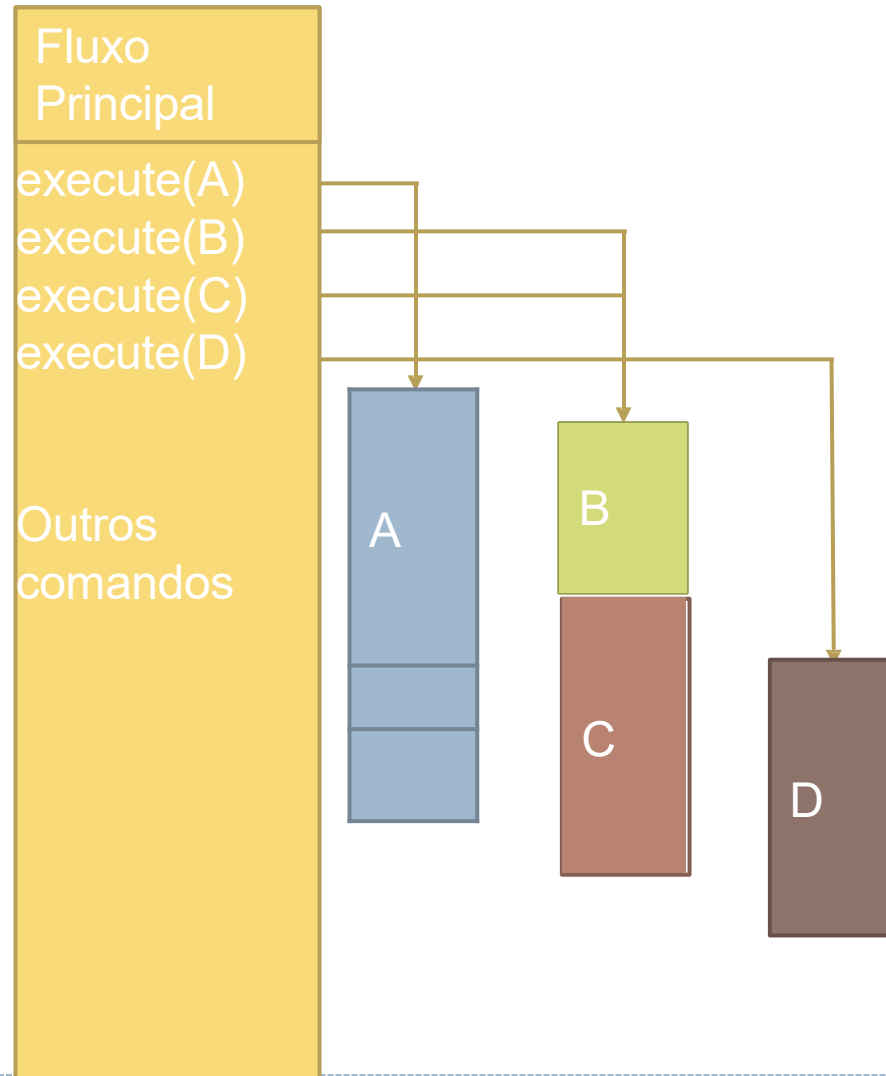 Fluxo
Principal
execute(A)
execute(B)
execute(C)
execute(D)
Outros
comandos
A
B
C
D